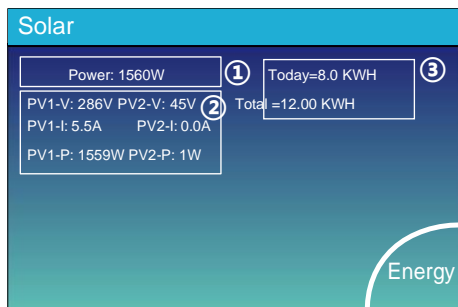 Solar
Power: 1560W
①
Today=8.0 KWH
③
PV1-V: 286V PV2-V: 45V
②
Total =12.00 KWH
PV1-I: 5.5A PV2-I: 0.0A
PV1-P: 1559W PV2-P: 1W
Energy